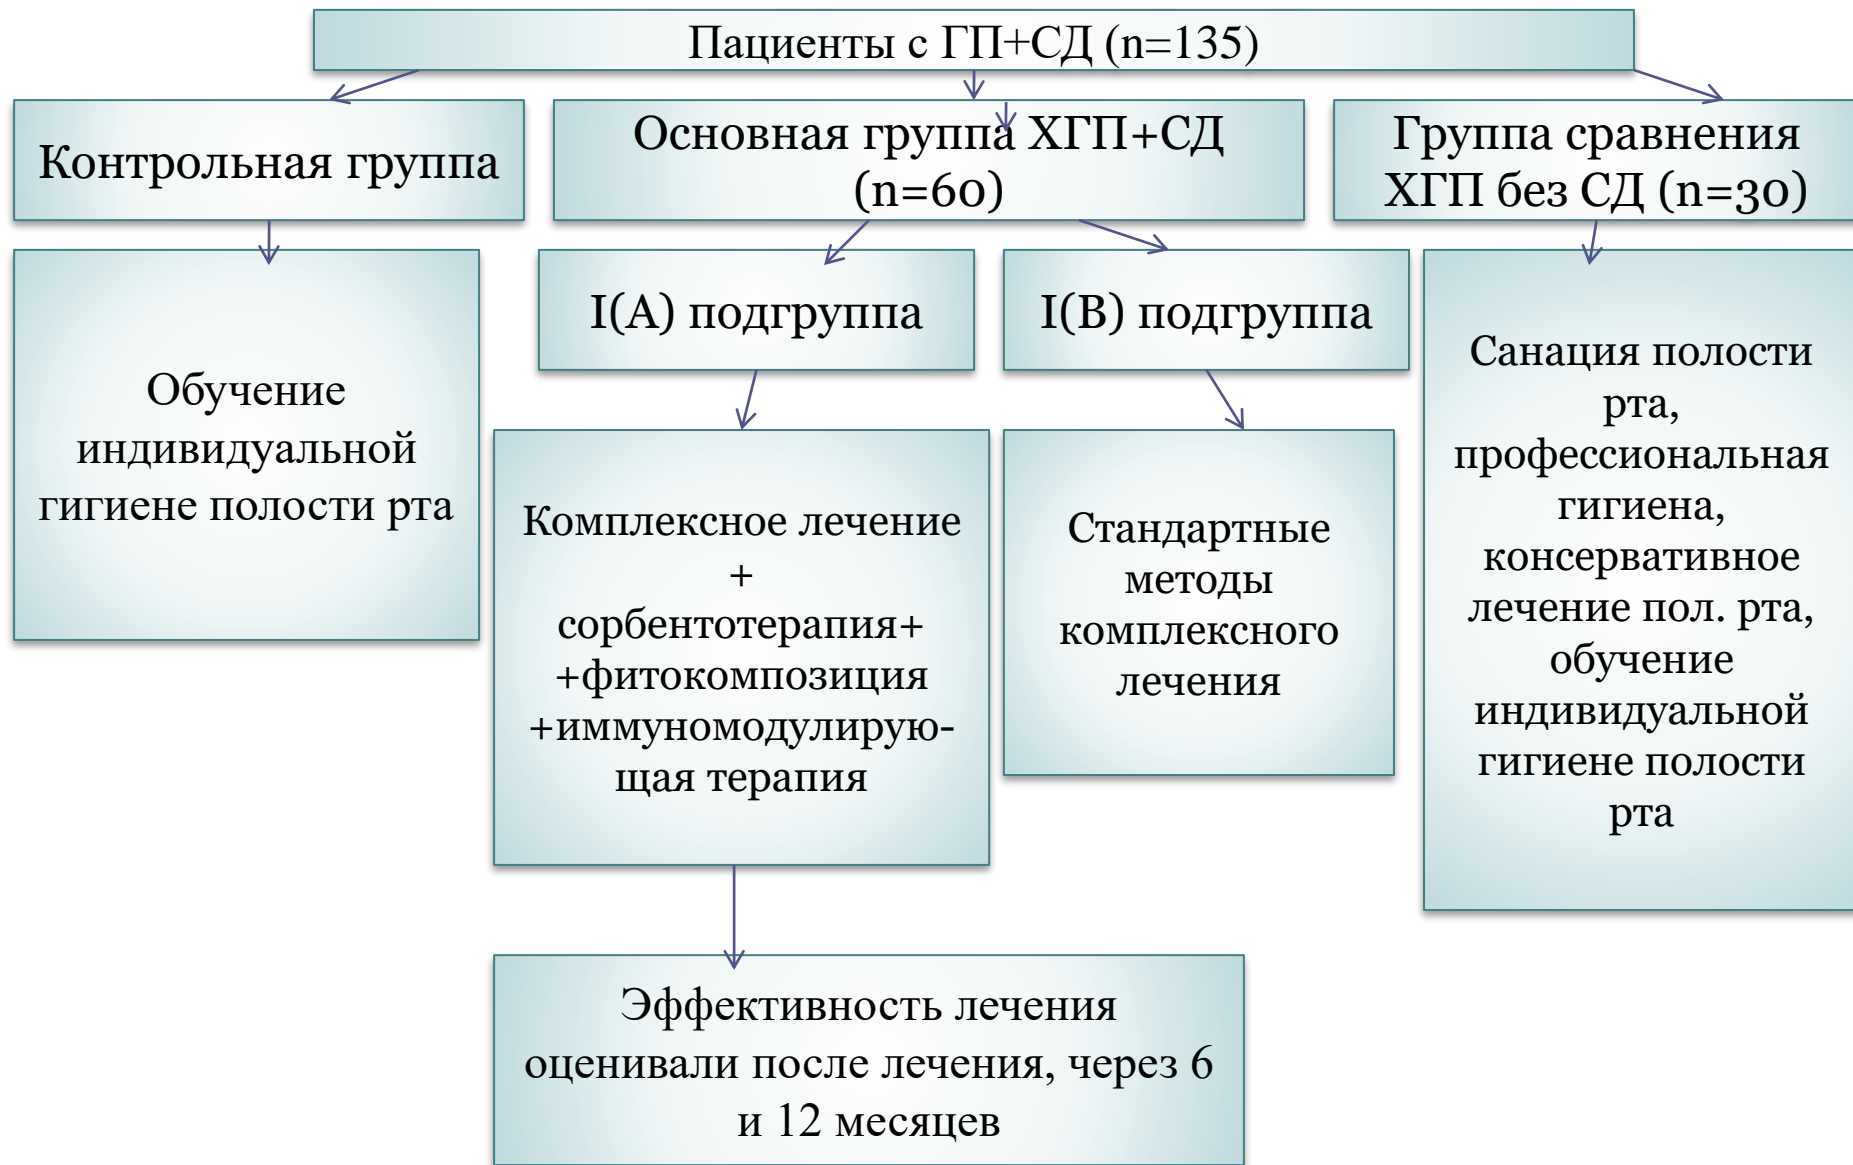 Пациенты с ГП+СД (n=135)
Контрольная группа
Основная группа ХГП+СД
(n=60)
Группа сравнения
ХГП без СД (n=30)
Обучение
индивидуальной
гигиене полости рта
I(A) подгруппа
I(B) подгруппа
Комплексное лечение
+
сорбентотерапия+
+фитокомпозиция
+иммуномодулирую-
щая терапия
Стандартные
методы
комплексного
лечения
Санация полости
рта,
профессиональная
гигиена,
консервативное
лечение пол. рта,
обучение
индивидуальной
гигиене полости
рта
Эффективность лечения
оценивали после лечения, через 6
и 12 месяцев